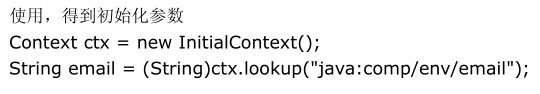 使用，得到初始化参数
Context ctx = new InitialContext();
String email = (String)ctx.lookup("java:comp/env/email");